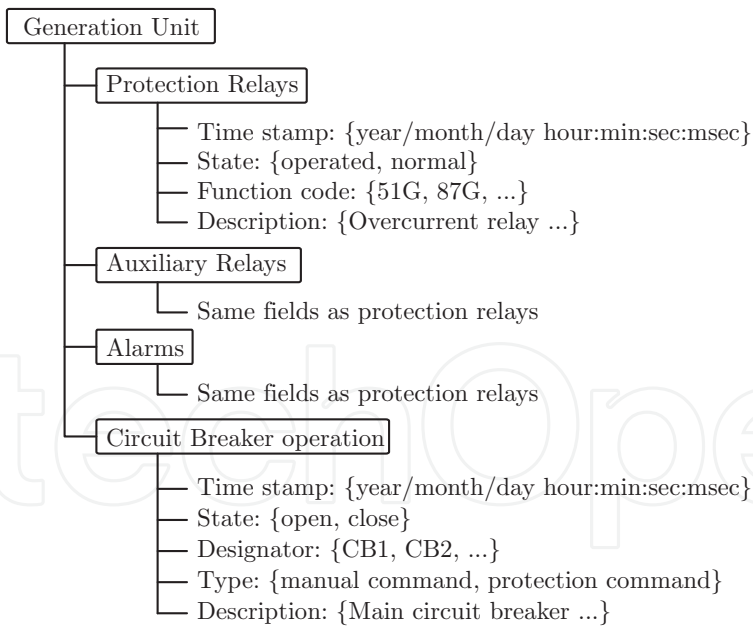 Generation Unit
Protection Relays
Time stamp: {year/month/day hour:min:sec:msec}
State: {operated, normal}
Function code: {51G, 87G, ...}
Description: {Overcurrent relay ...}
Auxiliary Relays
Same fields as protection relays
Alarms
Same fields as protection relays
Circuit Breaker operation
Time stamp: {year/month/day hour:min:sec:msec}
State: {open, close}
Designator: {CB1, CB2, ...}
Type: {manual command, protection command}
Description: {Main circuit breaker ...}